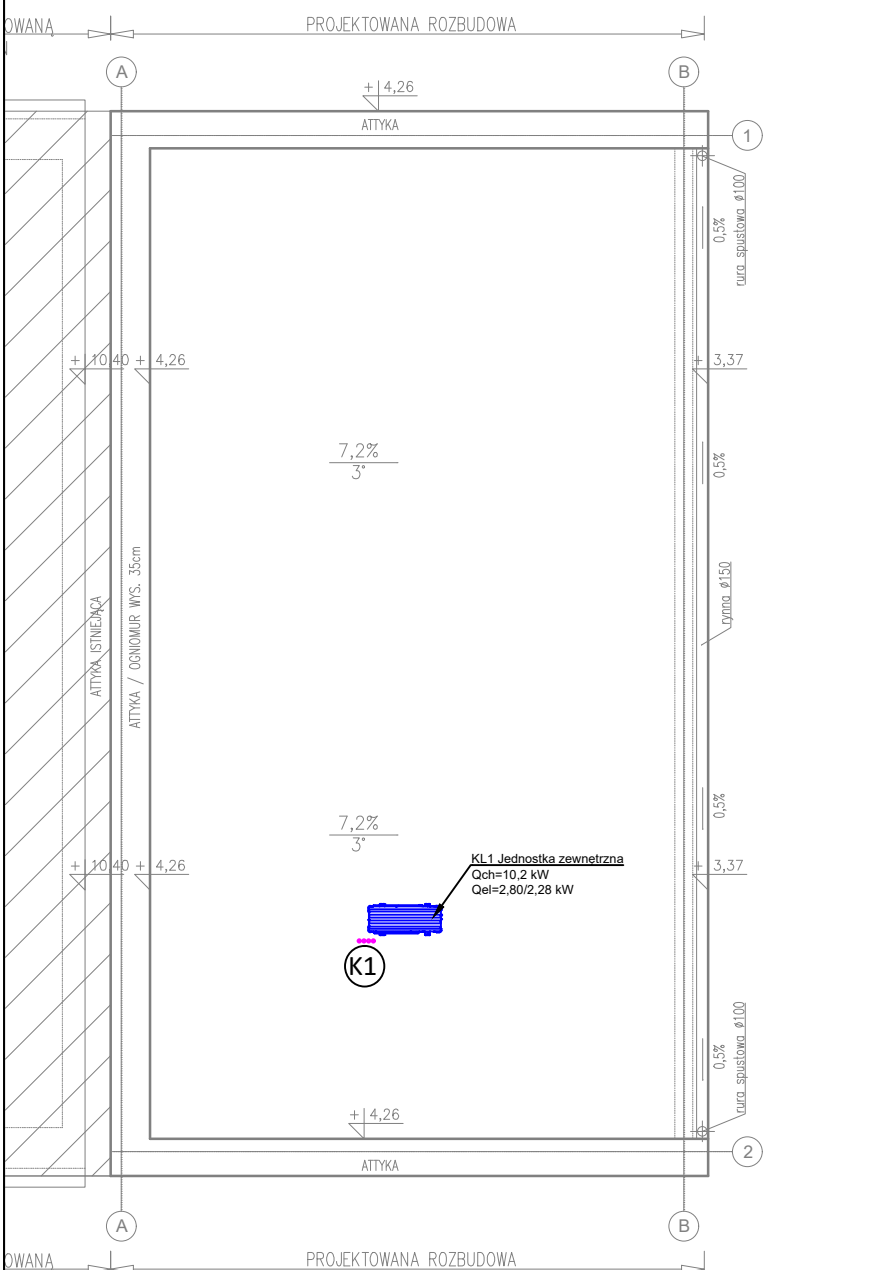 OWANA PROJEKTOWANA ROZBUDOWA
A B
+ 4,26
ATTYKA
1
rura spustowa ø100
0,5%
+ 10,40 + 4,26 + 3,37
7,2%
3°
0,5%
ATTYKA ISTNIEJĄCA
ATTYKA / OGNIOMUR WYS. 35cm
rynna ø150
7,2%
3°
0,5%
KL1 Jednostka zewnetrzna
Qch=10,2 kW
Qel=2,80/2,28 kW
+ 10,40 + 4,26 + 3,37
K1
0,5%
rura spustowa ø100
+ 4,26
ATTYKA
2
A B
OWANA PROJEKTOWANA ROZBUDOWA